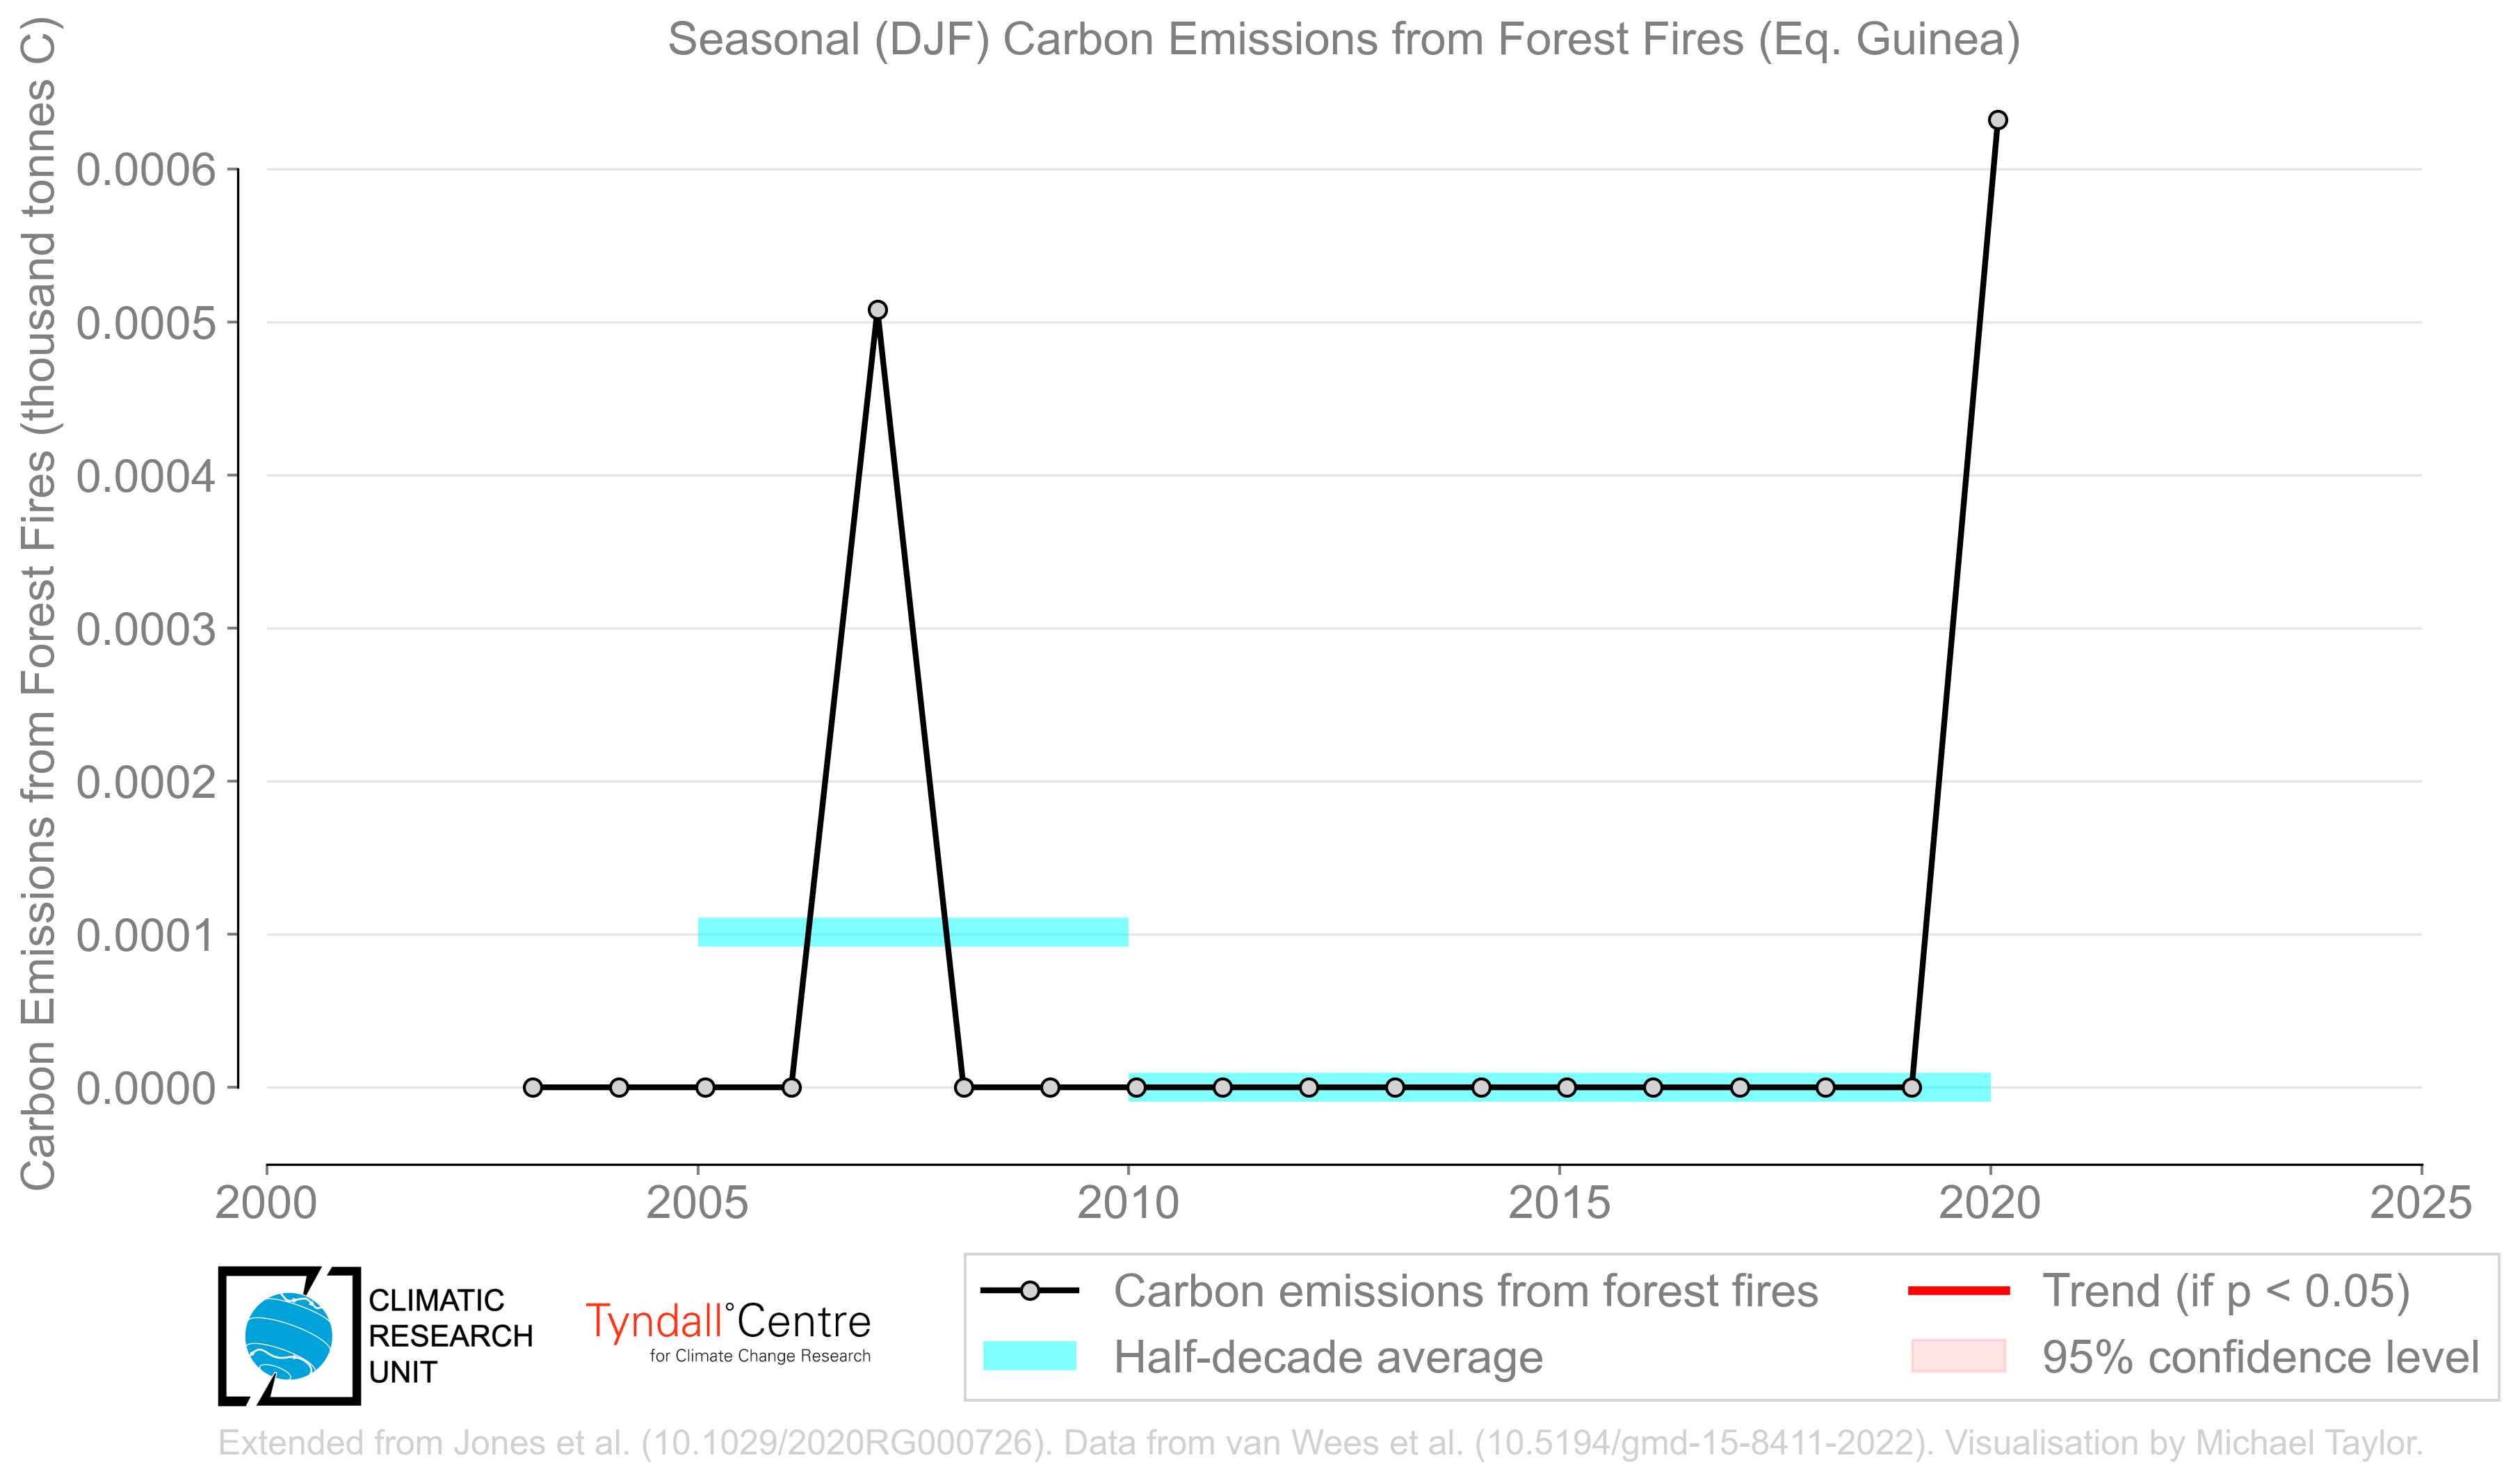 Seasonal (DJF) Carbon Emissions from Forest Fires (Eq. Guinea)
Carbon Emissions from Forest Fires (thousand tonnes C)
0.0006
0.0005
0.0004
0.0003
0.0002
0.0001
0.0000
2000 2005 2010 2015 2020 2025
CLIMATIC
RESEARCH
UNIT
Tyndall°Centre
for Climate Change Research
Carbon emissions from forest fires
Half-decade average
Trend (if p < 0.05)
95% confidence level
Extended from Jones et al. (10.1029/2020RG000726). Data from van Wees et al. (10.5194/gmd-15-8411-2022). Visualisation by Michael Taylor.